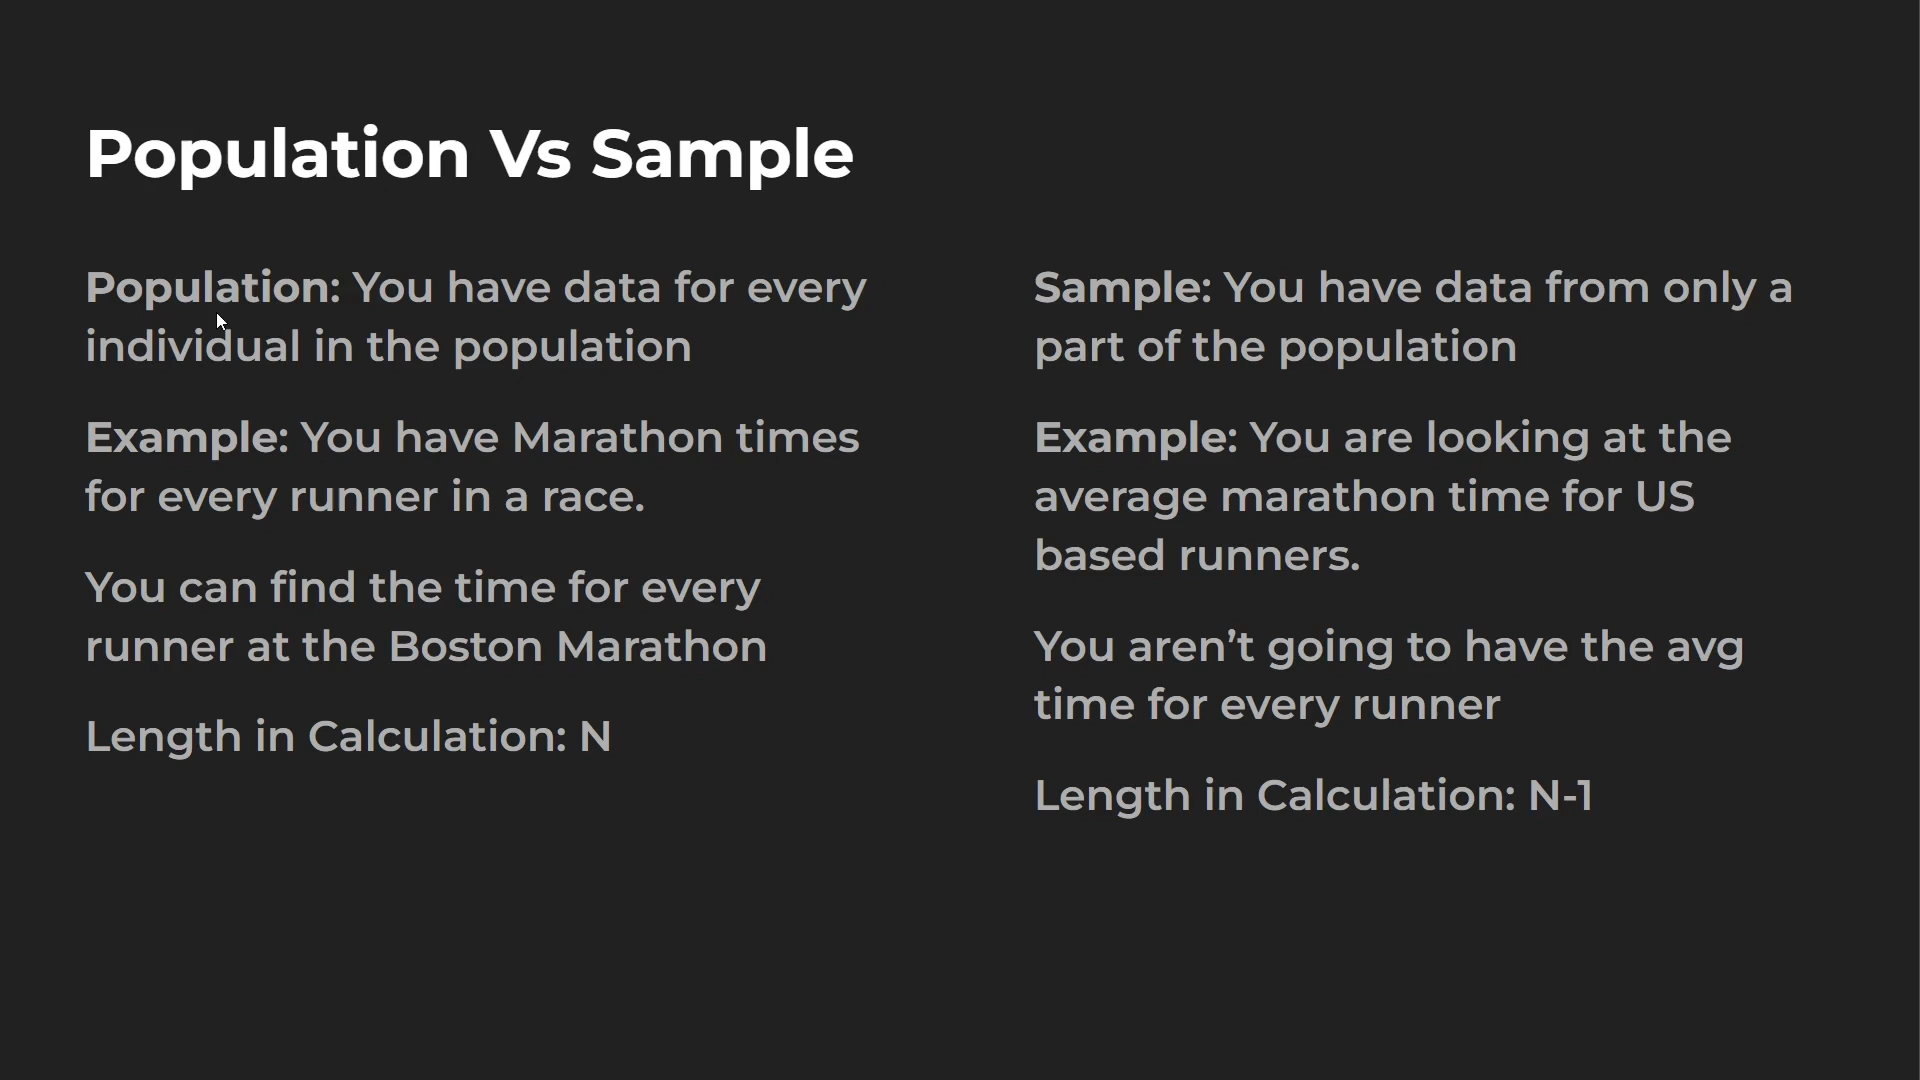 Population Vs Sample
Population: You have data for every
individual in the population
Example: You have Marathon times
for every runner in a race.
You can find the time for every
runner at the Boston Marathon
Length in Calculation: N
Sample: You have data from only a
part of the population
Example: You are looking at the
average marathon time for US
based runners.
You aren’t going to have the avg
time for every runner
Length in Calculation: N-1